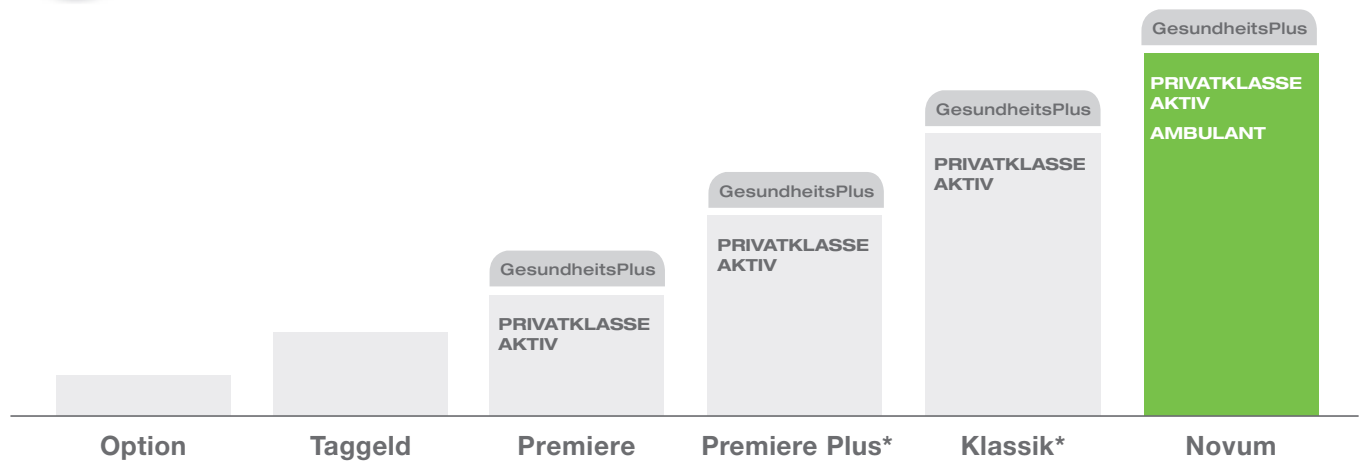 GesundheitsPlus
PRIVATKLASSE
AKTIV
AMBULANT
GesundheitsPlus
PRIVATKLASSE
AKTIV
GesundheitsPlus
PRIVATKLASSE
AKTIV
GesundheitsPlus
PRIVATKLASSE
AKTIV
Option Taggeld Premiere Premiere Plus* Klassik* Novum